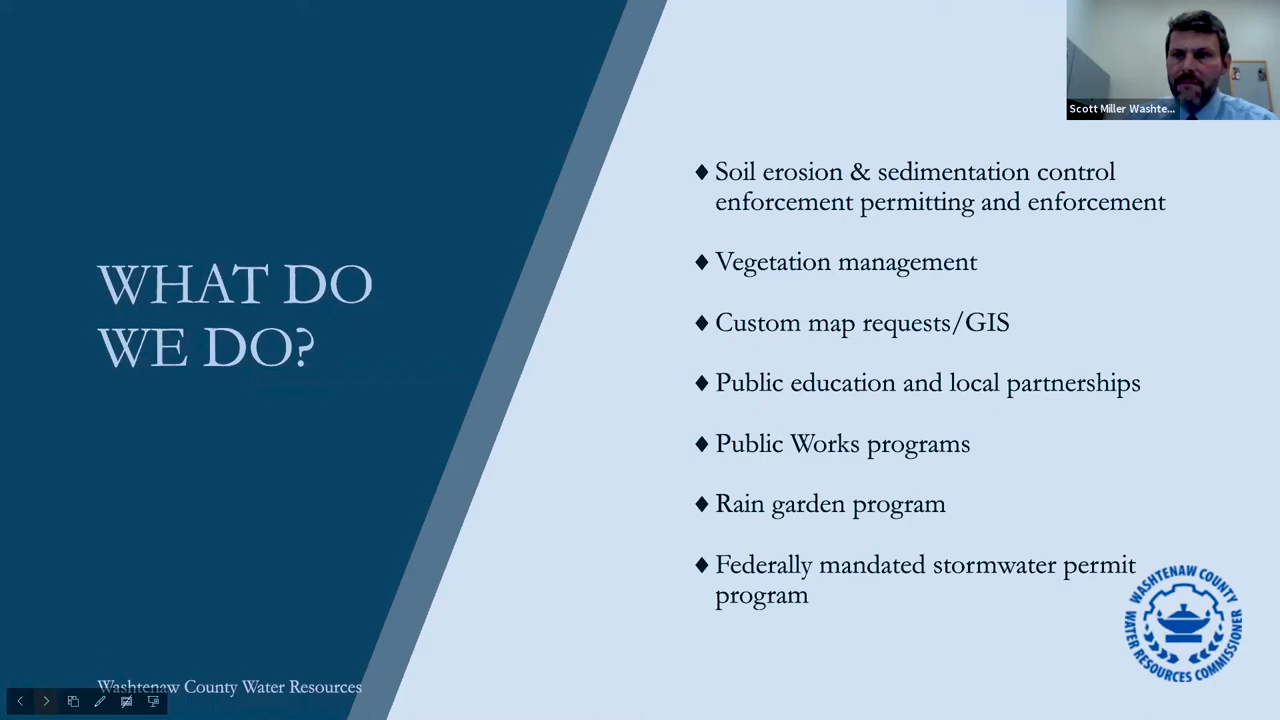 Scott Miller Washte...
WHAT DO
WE DO?
♦ Soil erosion & sedimentation control
enforcement permitting and enforcement
♦ Vegetation management
♦ Custom map requests/GIS
♦ Public education and local partnerships
♦ Public Works programs
♦ Rain garden program
♦ Federally mandated stormwater permit
program
WASHTENAW COUNTY
WATER RESOURCES COMMISSIONER
Washtenaw County Water Resources